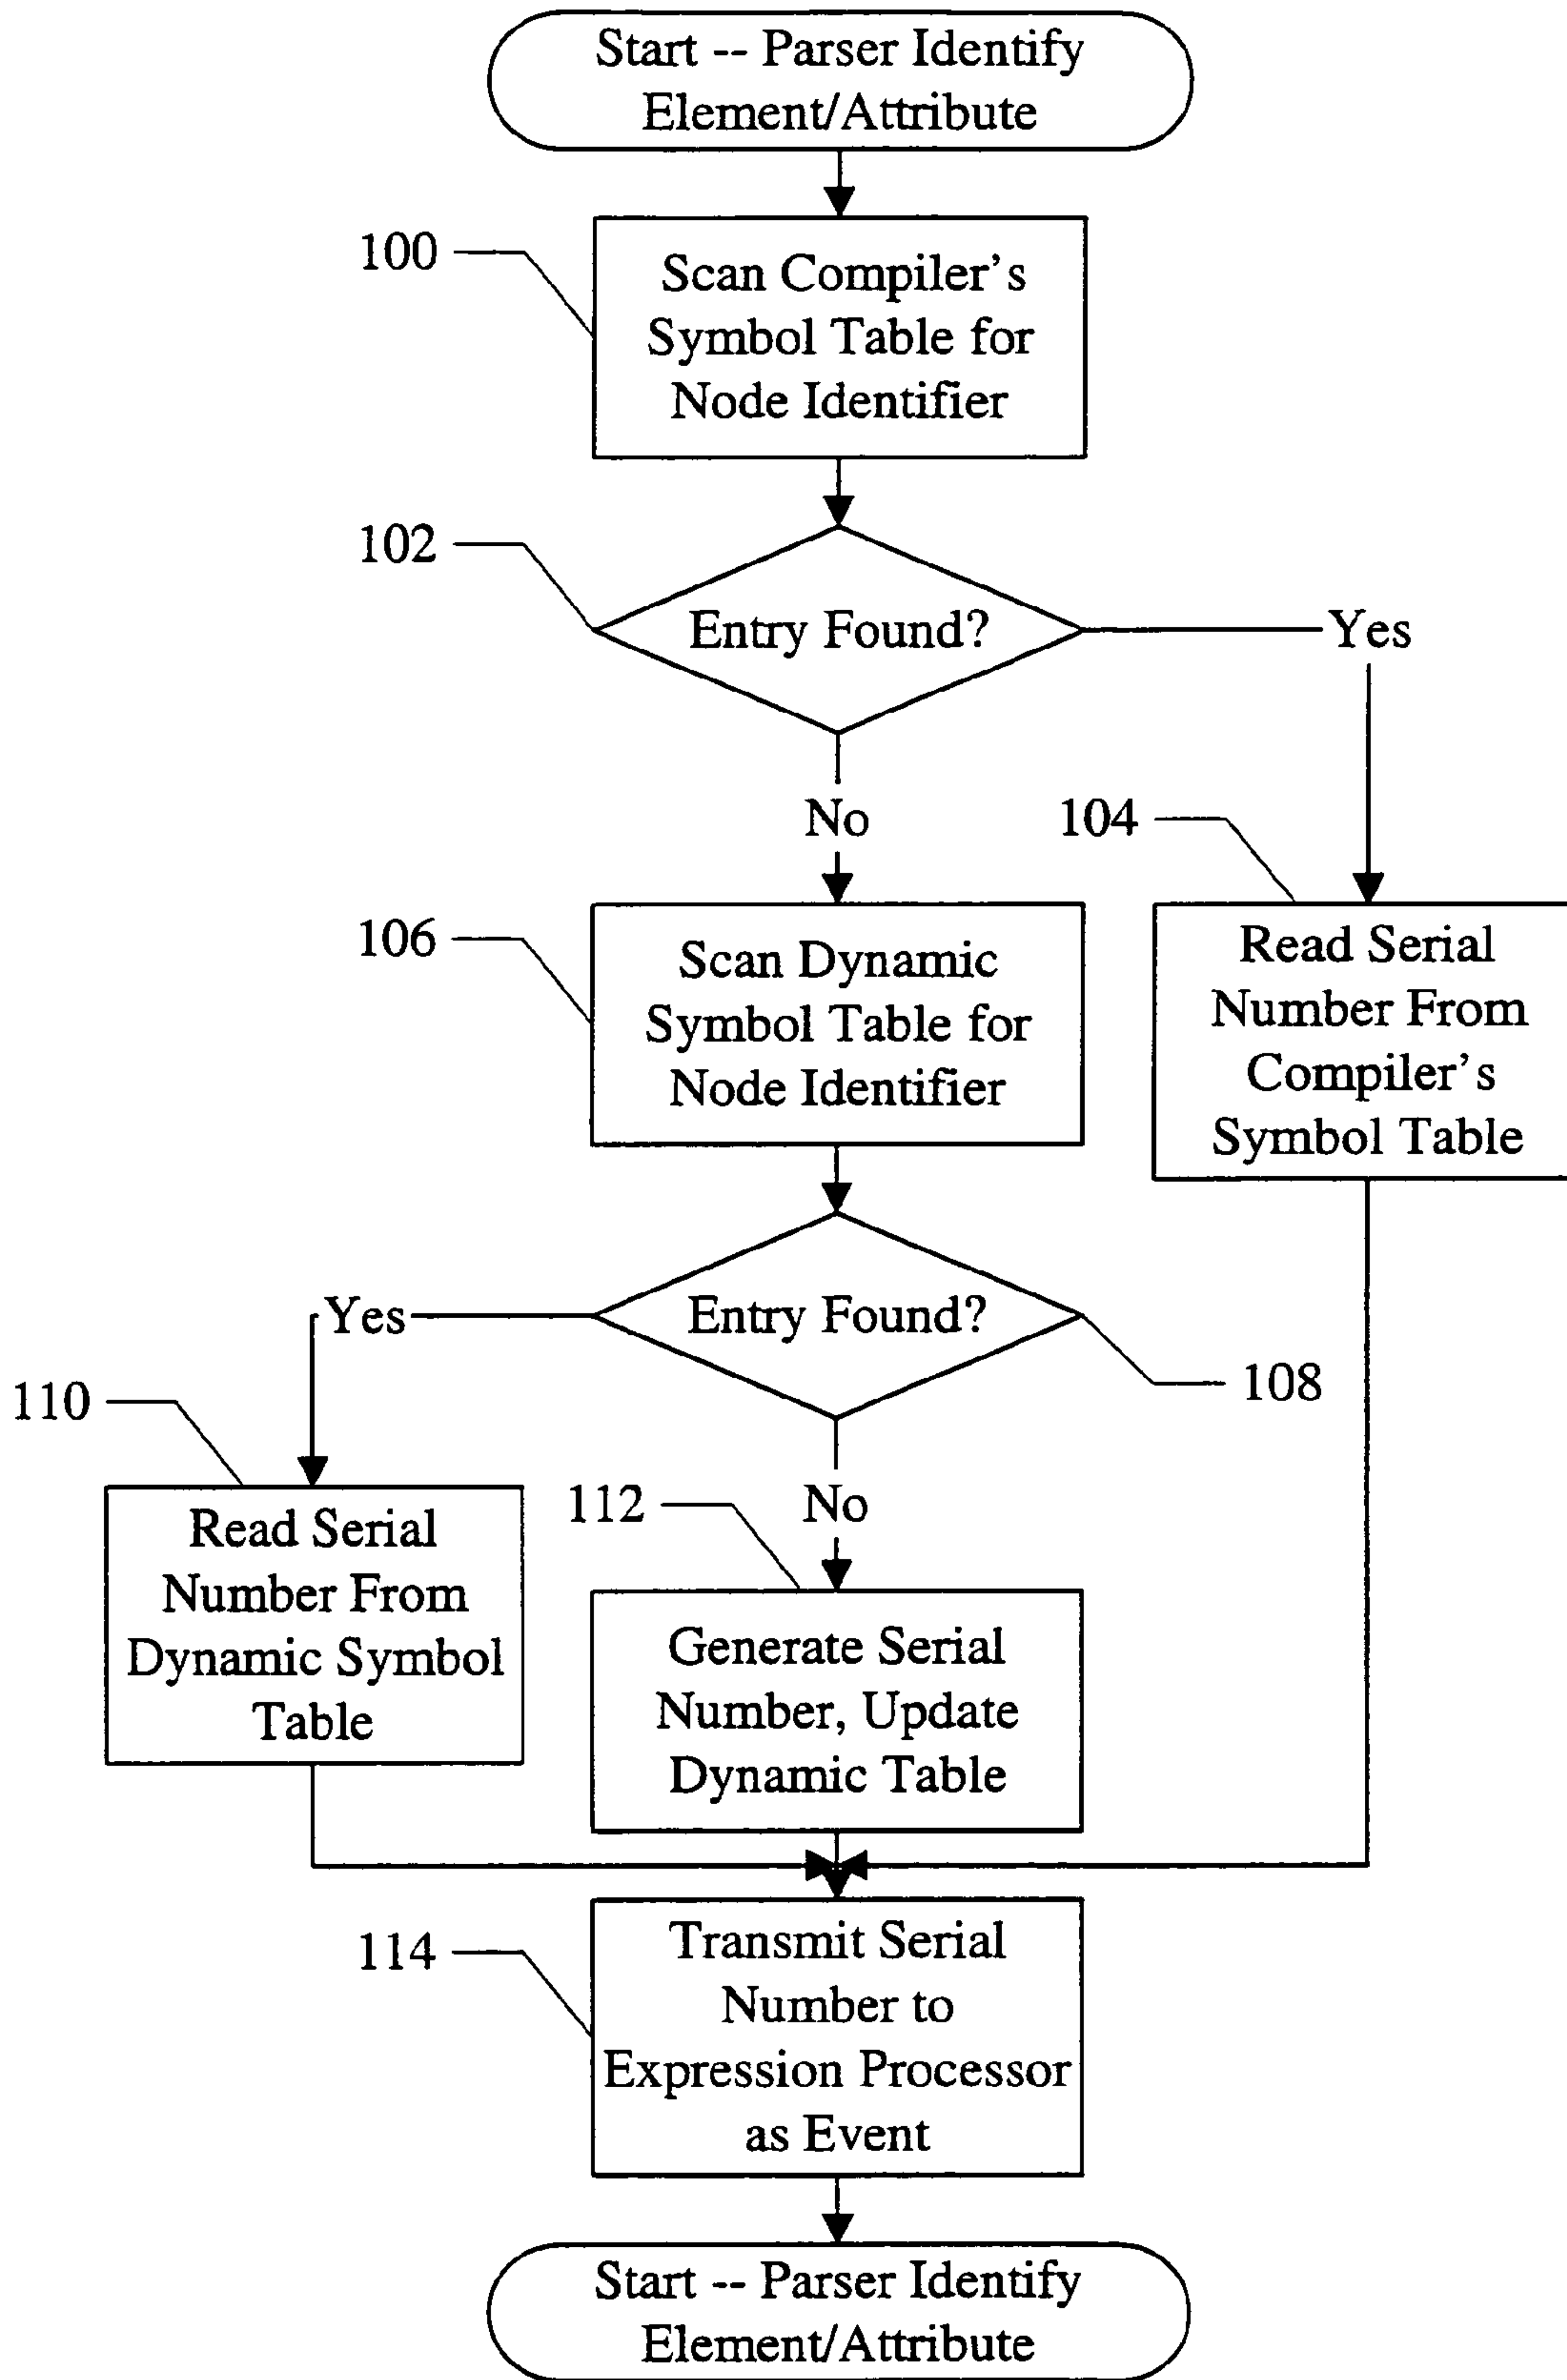 Start -- Parser Identify
Element/Attribute
100
Scan Compiler's
Symbol Table for
Node Identifier
102
Entry Found?
Yes
No
104
106
Scan Dynamic
Symbol Table for
Node Identifier
Read Serial
Number From
Compiler's
Symbol Table
Yes
Entry Found?
108
110
112
No
Read Serial
Number From
Dynamic Symbol
Table
Generate Serial
Number, Update
Dynamic Table
114
Transmit Serial
Number to
Expression Processor
as Event
Start -- Parser Identify
Element/Attribute